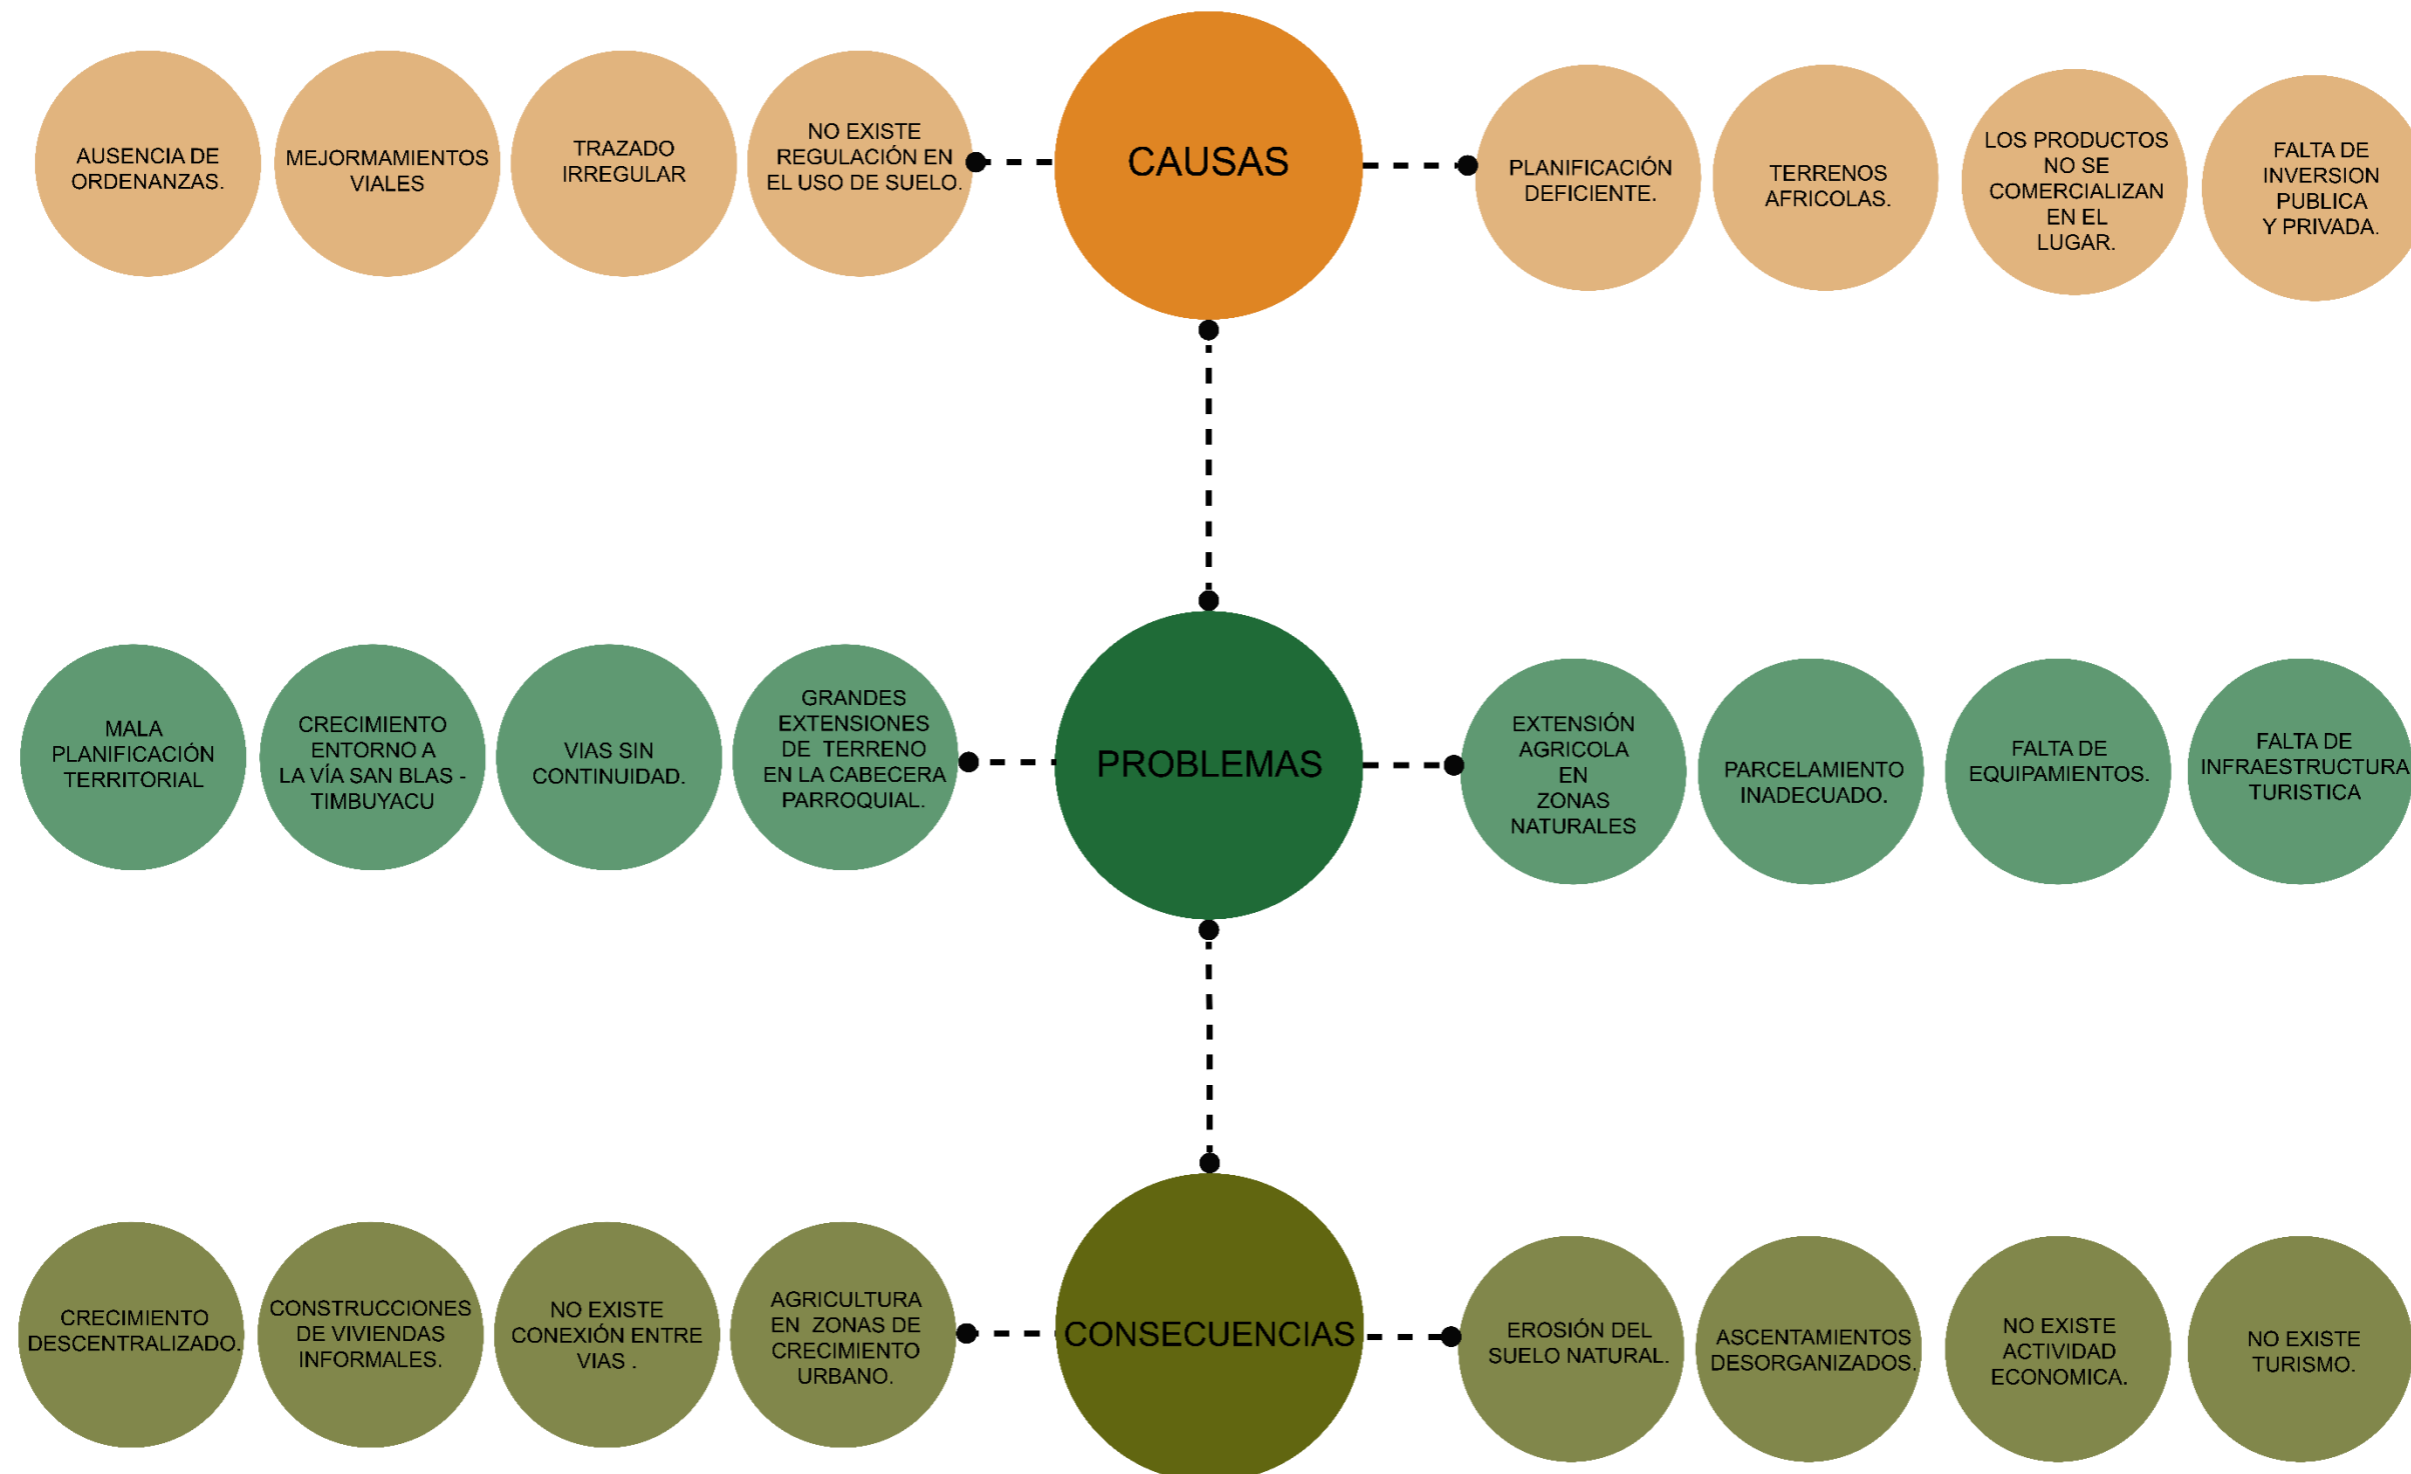 AUSENCIA DE
ORDENANZAS.
MEJORMAMIENTOS
VIALES
TRAZADO
IRREGULAR
NO EXISTE
REGULACIÓN EN
EL USO DE SUELO.
CAUSAS
PLANIFICACIÓN
DEFICIENTE.
TERRENOS
AFRICOLAS.
LOS PRODUCTOS
NO SE
COMERCIALIZAN
EN EL
LUGAR.
FALTA DE
INVERSION
PUBLICA
Y PRIVADA.
MALA
PLANIFICACIÓN
TERRITORIAL
CRECIMIENTO
ENTORNO A
LA VÍA SAN BLAS -
TIMBUYACU
VIAS SIN
CONTINUIDAD.
GRANDES
EXTENSIONES
DE TERRENO
EN LA CABECERA
PARROQUIAL.
PROBLEMAS
EXTENSIÓN
AGRICOLA
EN
ZONAS
NATURALES
PARCELAMIENTO
INADECUADO.
FALTA DE
EQUIPAMIENTOS.
FALTA DE
INFRAESTRUCTURA
TURISTICA
CRECIMIENTO
DESCENTRALIZADO.
CONSTRUCCIONES
DE VIVIENDAS
INFORMALES.
NO EXISTE
CONEXIÓN ENTRE
VIAS .
AGRICULTURA
EN ZONAS DE
CRECIMIENTO
URBANO.
CONSECUENCIAS
EROSIÓN DEL
SUELO NATURAL.
ASCENTAMIENTOS
DESORGANIZADOS.
NO EXISTE
ACTIVIDAD
ECONOMICA.
NO EXISTE
TURISMO.